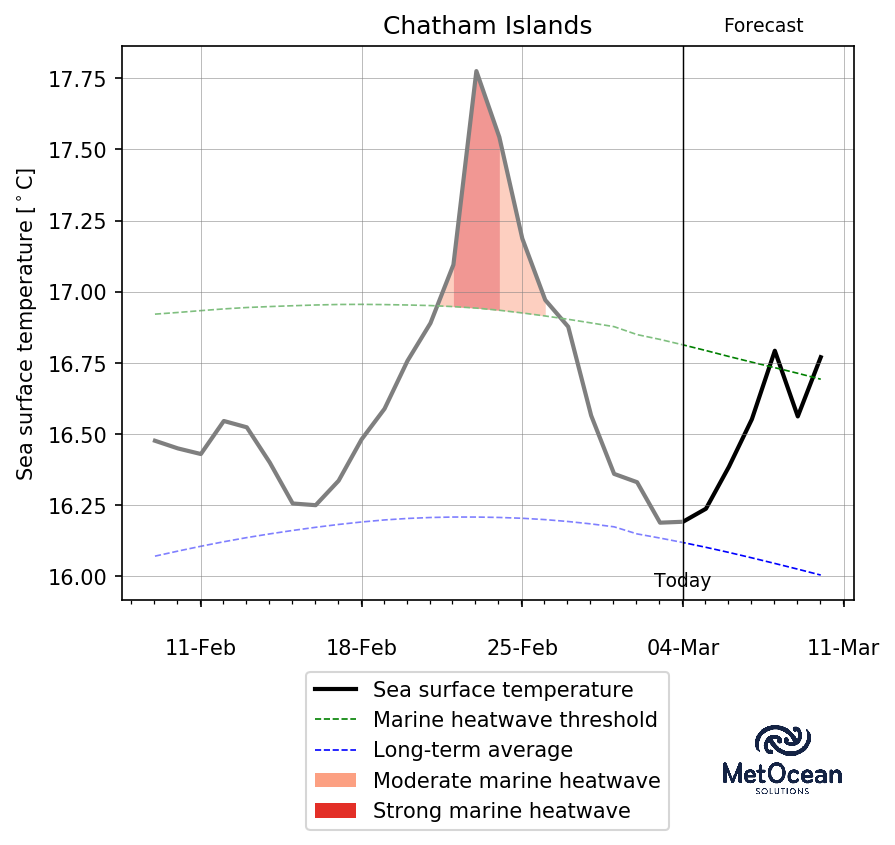 Chatham Islands
Forecast
Sea surface temperature [°C]
17.75
17.50
17.25
17.00
16.75
16.50
16.25
16.00
Today
11-Feb
18-Feb
25-Feb
04-Mar
11-Mar
Sea surface temperature
Marine heatwave threshold
Long-term average
Moderate marine heatwave
Strong marine heatwave
MetOcean
SOLUTIONS